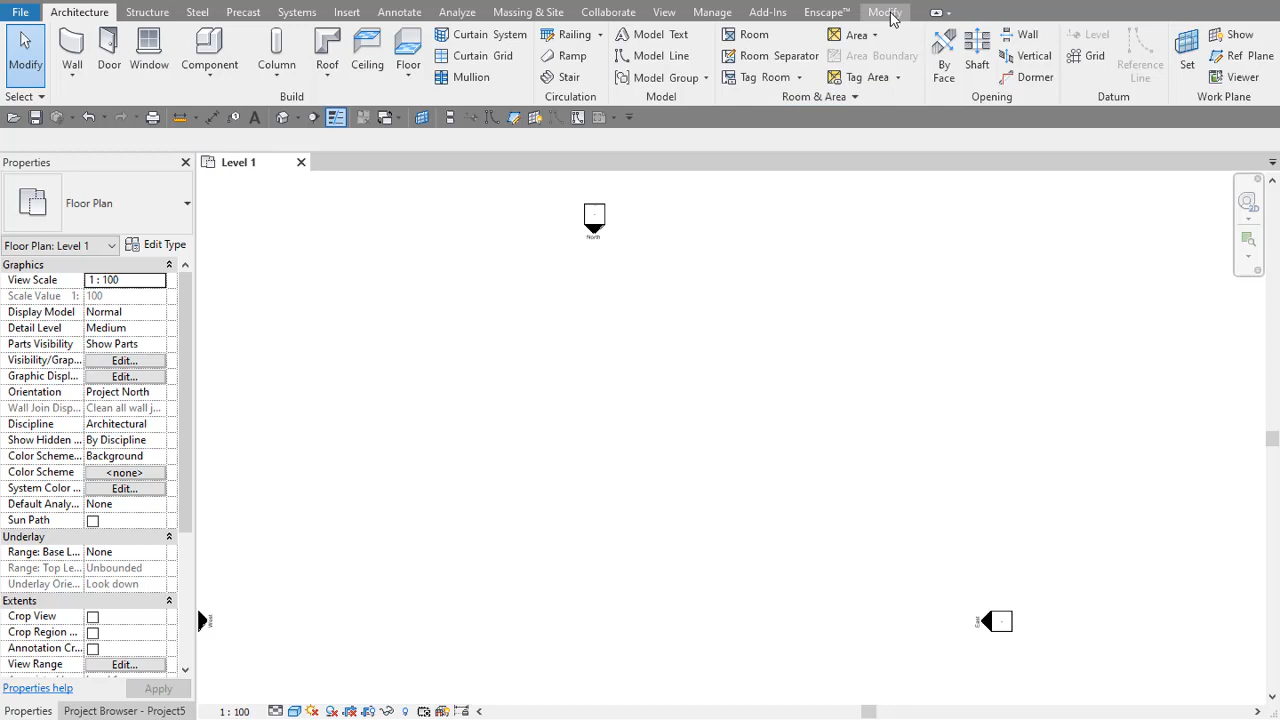 File Architecture Structure Steel Precast Systems Insert Annotate Analyze Massing & Site Collaborate View Manage Add-Ins Enscape™ Modify
Modify Wall Door Window Component Column Roof Ceiling Floor
Curtain System
Curtain Grid
Mullion
Railing
Ramp
Stair
Model Text
Model Line
Model Group
Room
Room Separator
Tag Room
Area
Area Boundary
Tag Area
By Face
Shaft
Wall
Vertical
Dormer
Level
Grid
Reference Line
Set
Show
Ref Plane
Viewer
Select Build Circulation Model Room & Area Opening Datum Work Plane
Properties
Level 1
Floor Plan
Floor Plan: Level 1 Edit Type
Graphics
View Scale 1 : 100
Scale Value 1: 100
Display Model Normal
Detail Level Medium
Parts Visibility Show Parts
Visibility/Grap... Edit...
Graphic Displ... Edit...
Orientation Project North
Wall Join Disp... Clean all wall j...
Discipline Architectural
Show Hidden ... By Discipline
Color Scheme... Background
Color Scheme <none>
System Color ... Edit...
Default Analy... None
Sun Path
Underlay
Range: Base L... None
Range: Top Le... Unbounded
Underlay Orie... Look down
Extents
Crop View
Crop Region ...
Annotation Cr...
View Range Edit...
Properties help Apply
Properties Project Browser - Project5
North
West
East
2D
1 : 100